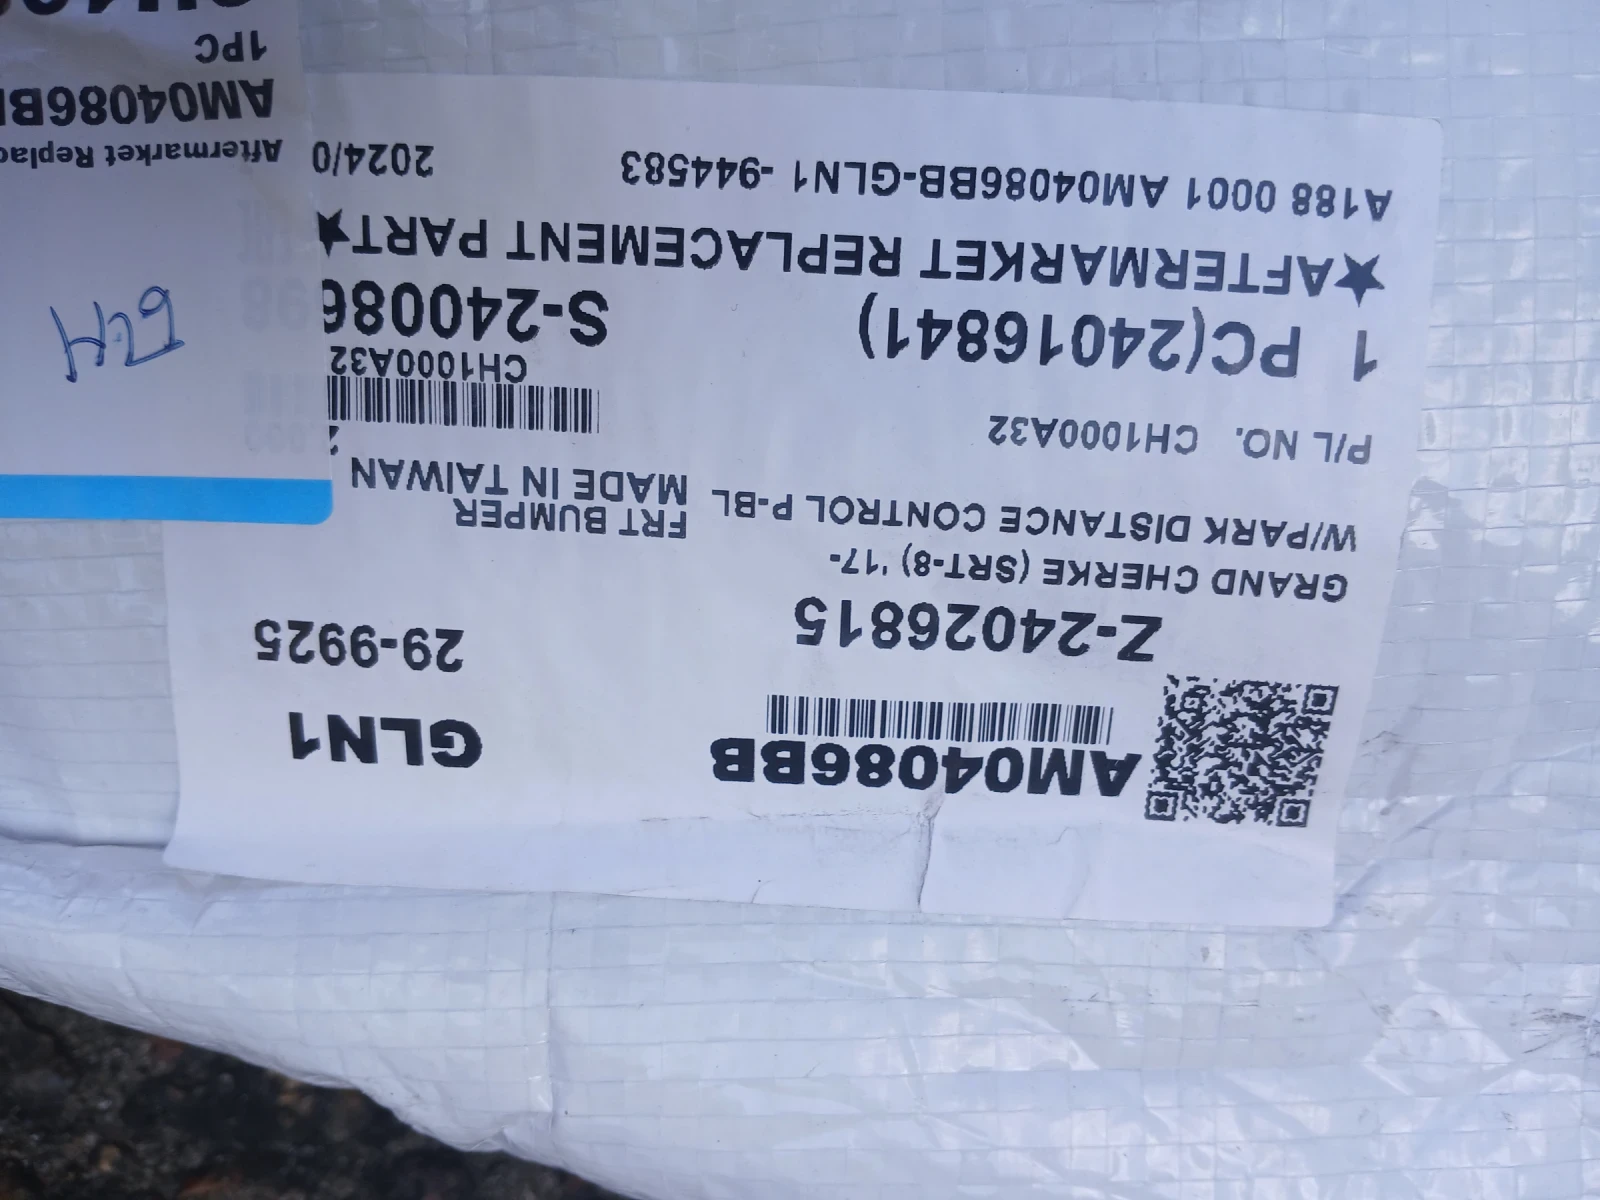 AM04086BB
GLN1
Z-24026815
29-9925
GRAND CHERKE (SRT-8) '17-
W/PARK DISTANCE CONTROL P-BL
FRT BUMPER
MADE IN TAIWAN
P/L NO. CH1000A32
CH1000A32
1 PC(24016841)
S-240086
★AFTERMARKET REPLACEMENT PART★
A188 0001 AM04086BB-GLN1 -944583
2024/0
Aftermarket Replac
AM04086B
1PC